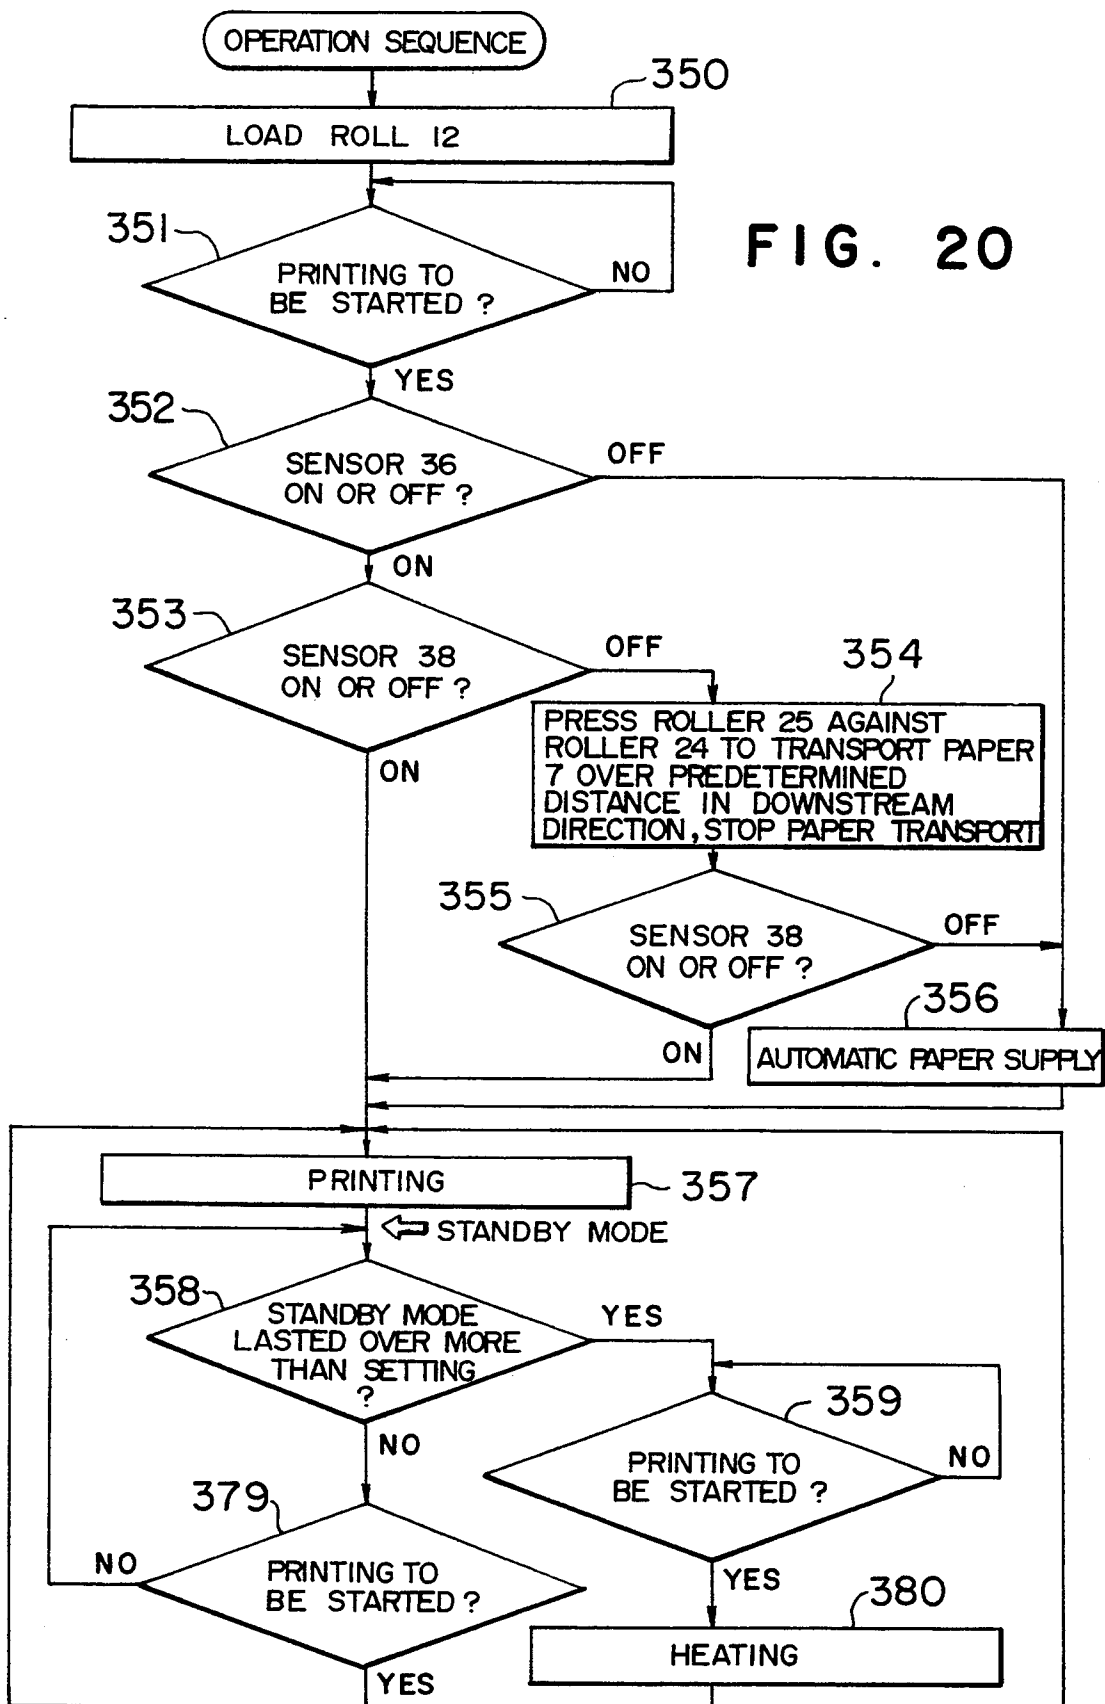 OPERATION SEQUENCE
350
LOAD ROLL 12
FIG. 20
351
PRINTING TO
BE STARTED ?
NO
YES
352
SENSOR 36
ON OR OFF ?
OFF
ON
353
SENSOR 38
ON OR OFF ?
OFF
ON
354
PRESS ROLLER 25 AGAINST
ROLLER 24 TO TRANSPORT PAPER
7 OVER PREDETERMINED
DISTANCE IN DOWNSTREAM
DIRECTION, STOP PAPER TRANSPORT
355
SENSOR 38
ON OR OFF ?
OFF
ON
356
AUTOMATIC PAPER SUPPLY
PRINTING
357
STANDBY MODE
358
STANDBY MODE
LASTED OVER MORE
THAN SETTING
?
YES
NO
359
PRINTING TO
BE STARTED ?
NO
YES
379
PRINTING TO
BE STARTED ?
NO
YES
380
HEATING